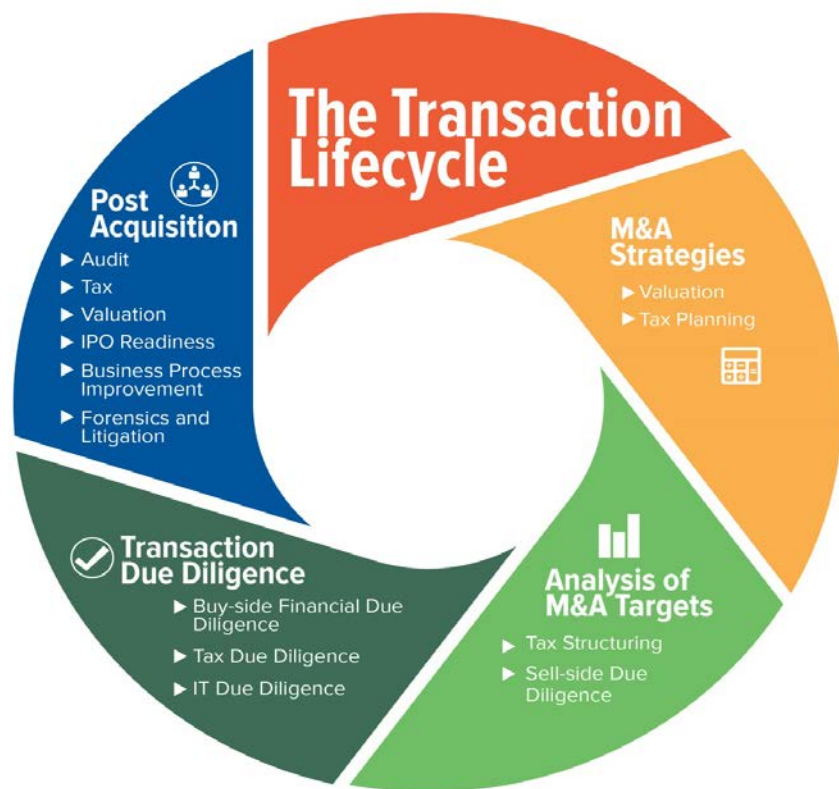 The Transaction
Lifecycle
M&A
Strategies
▶ Valuation
▶ Tax Planning
Analysis of
M&A Targets
▶ Tax Structuring
▶ Sell-side Due
Diligence
Transaction
Due Diligence
▶ Buy-side Financial Due
Diligence
▶ Tax Due Diligence
▶ IT Due Diligence
Post
Acquisition
▶ Audit
▶ Tax
▶ Valuation
▶ IPO Readiness
▶ Business Process
Improvement
▶ Forensics and
Litigation